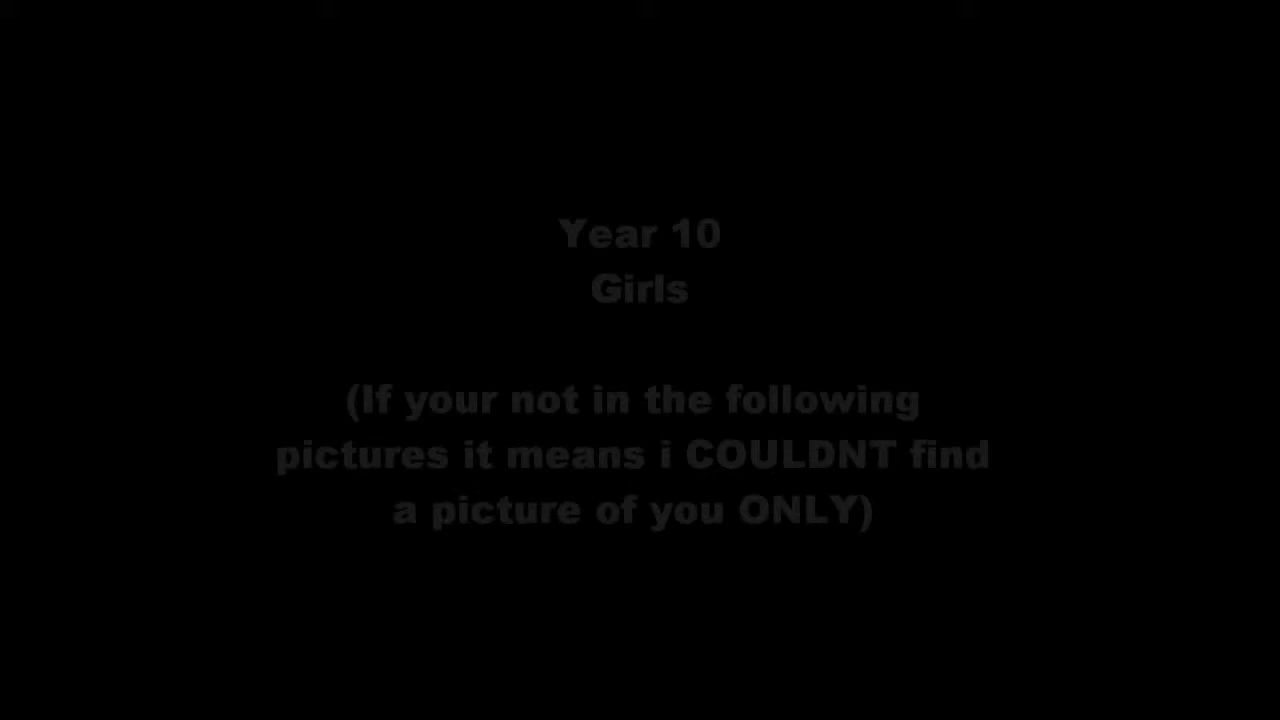 Year 10
Girls
(If your not in the following
pictures it means i COULDNT find
a picture of you ONLY)